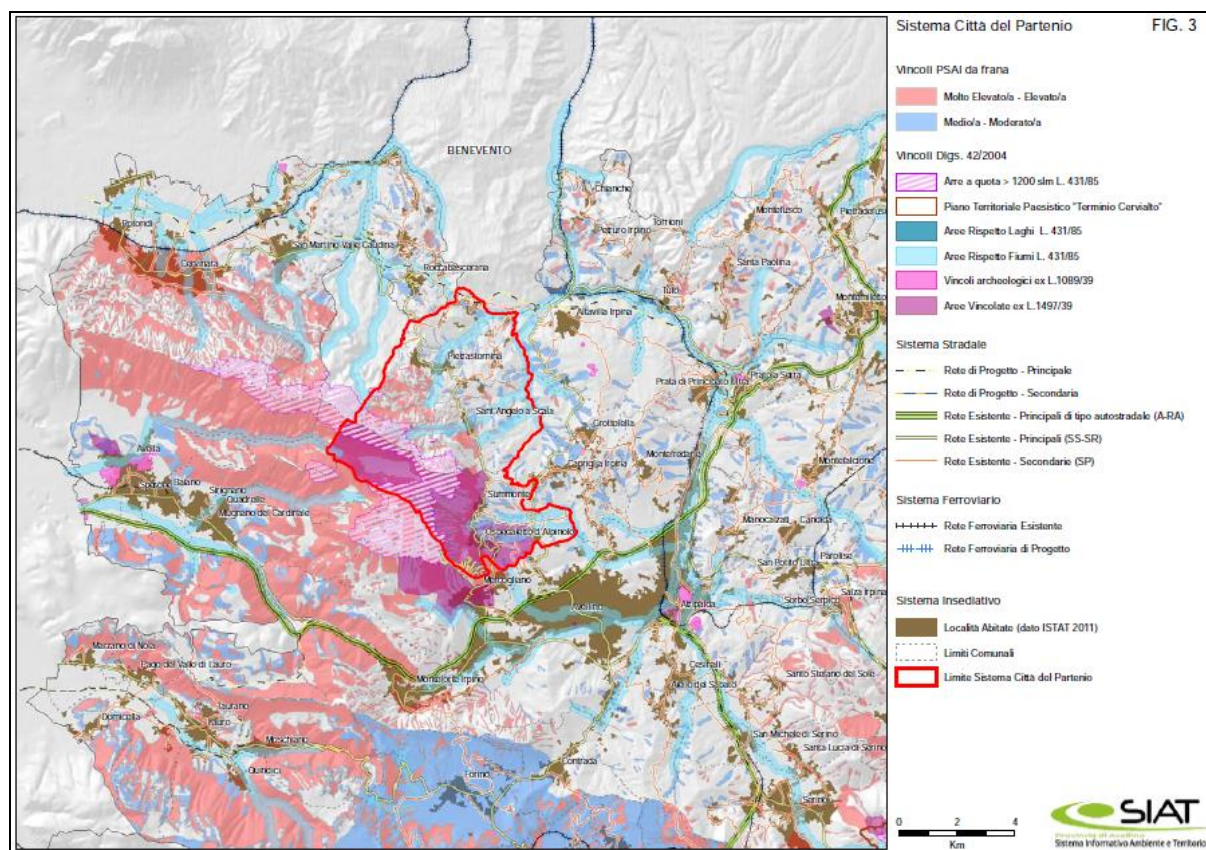 Sistema Città del Partenio FIG. 3
Vincoli PSAI da frana
Molto Elevato/a - Elevato/a
Medio/a - Moderato/a
Vincoli Dlgs. 42/2004
Arre a quota > 1200 slm L. 431/85
Piano Territoriale Paesistico "Terminio Cervialto"
Aree Rispetto Laghi L. 431/85
Aree Rispetto Fiumi L. 431/85
Vincoli archeologici ex L.1089/39
Aree Vincolate ex L.1497/39
Sistema Stradale
Rete di Progetto - Principale
Rete di Progetto - Secondaria
Rete Esistente - Principali di tipo autostradale (A-RA)
Rete Esistente - Principali (SS-SR)
Rete Esistente - Secondarie (SP)
Sistema Ferroviario
Rete Ferroviaria Esistente
Rete Ferroviaria di Progetto
Sistema Insediativo
Località Abitate (dato ISTAT 2011)
Limiti Comunali
Limite Sistema Città del Partenio
0 2 4
Km
SIAT
Provincia di Avellino
Sistema Informativo Ambiente e Territorio
BENEVENTO
Chianche
Torrioni
Montefusco
Petruro Irpino
Rotondi
San Martino Valle Caudina
Cervinara
Roccabascerana
Santa Paolina
Tufo
Altavilla Irpina
Pietrastornina
Prata di Principato Ultra
Pratola Serra
Sant'Angelo a Scala
Grottolella
Montefredane
Capriglia Irpina
Montefalcione
Avella
Sperone
Baiano
Sirignano
Quadrelle
Mugnano del Cardinale
Summonte
Ospedaletto d'Alpinolo
Manocalzati
Candida
Parolise
San Potito Ultra
Salza Irpina
Sorbo Serpico
Mercogliano
Avellino
Atripalda
Marzano di Nola
Pago del Vallo di Lauro
Monteforte Irpino
Cesinali
Aiello del Sabato
Santo Stefano del Sole
Taurano
Lauro
Domicella
Moschiano
San Michele di Serino
Santa Lucia di Serino
Quindici
Forino
Contrada
Serino